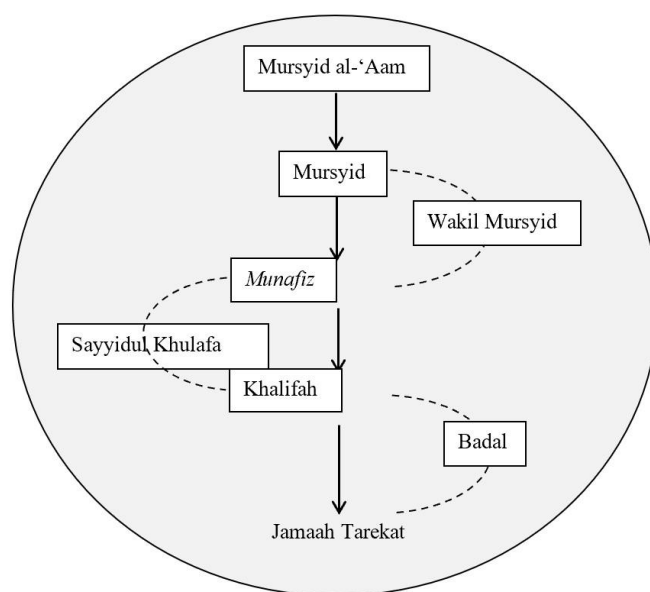 Mursyid al-‘Aam
Mursyid
Wakil Mursyid
Munafiz
Sayyidul Khulafa
Khalifah
Badal
Jamaah Tarekat